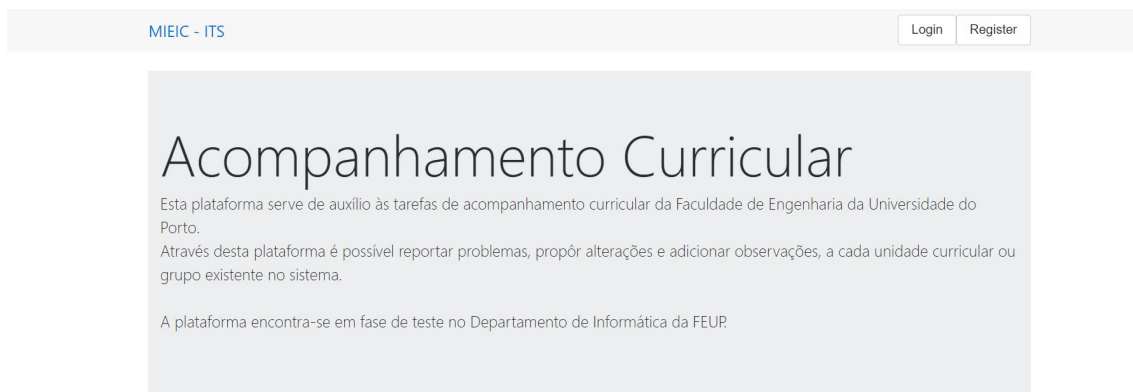 MIEIC - ITS
Login
Register
Acompanhamento Curricular
Esta plataforma serve de auxílio às tarefas de acompanhamento curricular da Faculdade de Engenharia da Universidade do
Porto.
Através desta plataforma é possível reportar problemas, propôr alterações e adicionar observações, a cada unidade curricular ou
grupo existente no sistema.
A plataforma encontra-se em fase de teste no Departamento de Informática da FEUP.